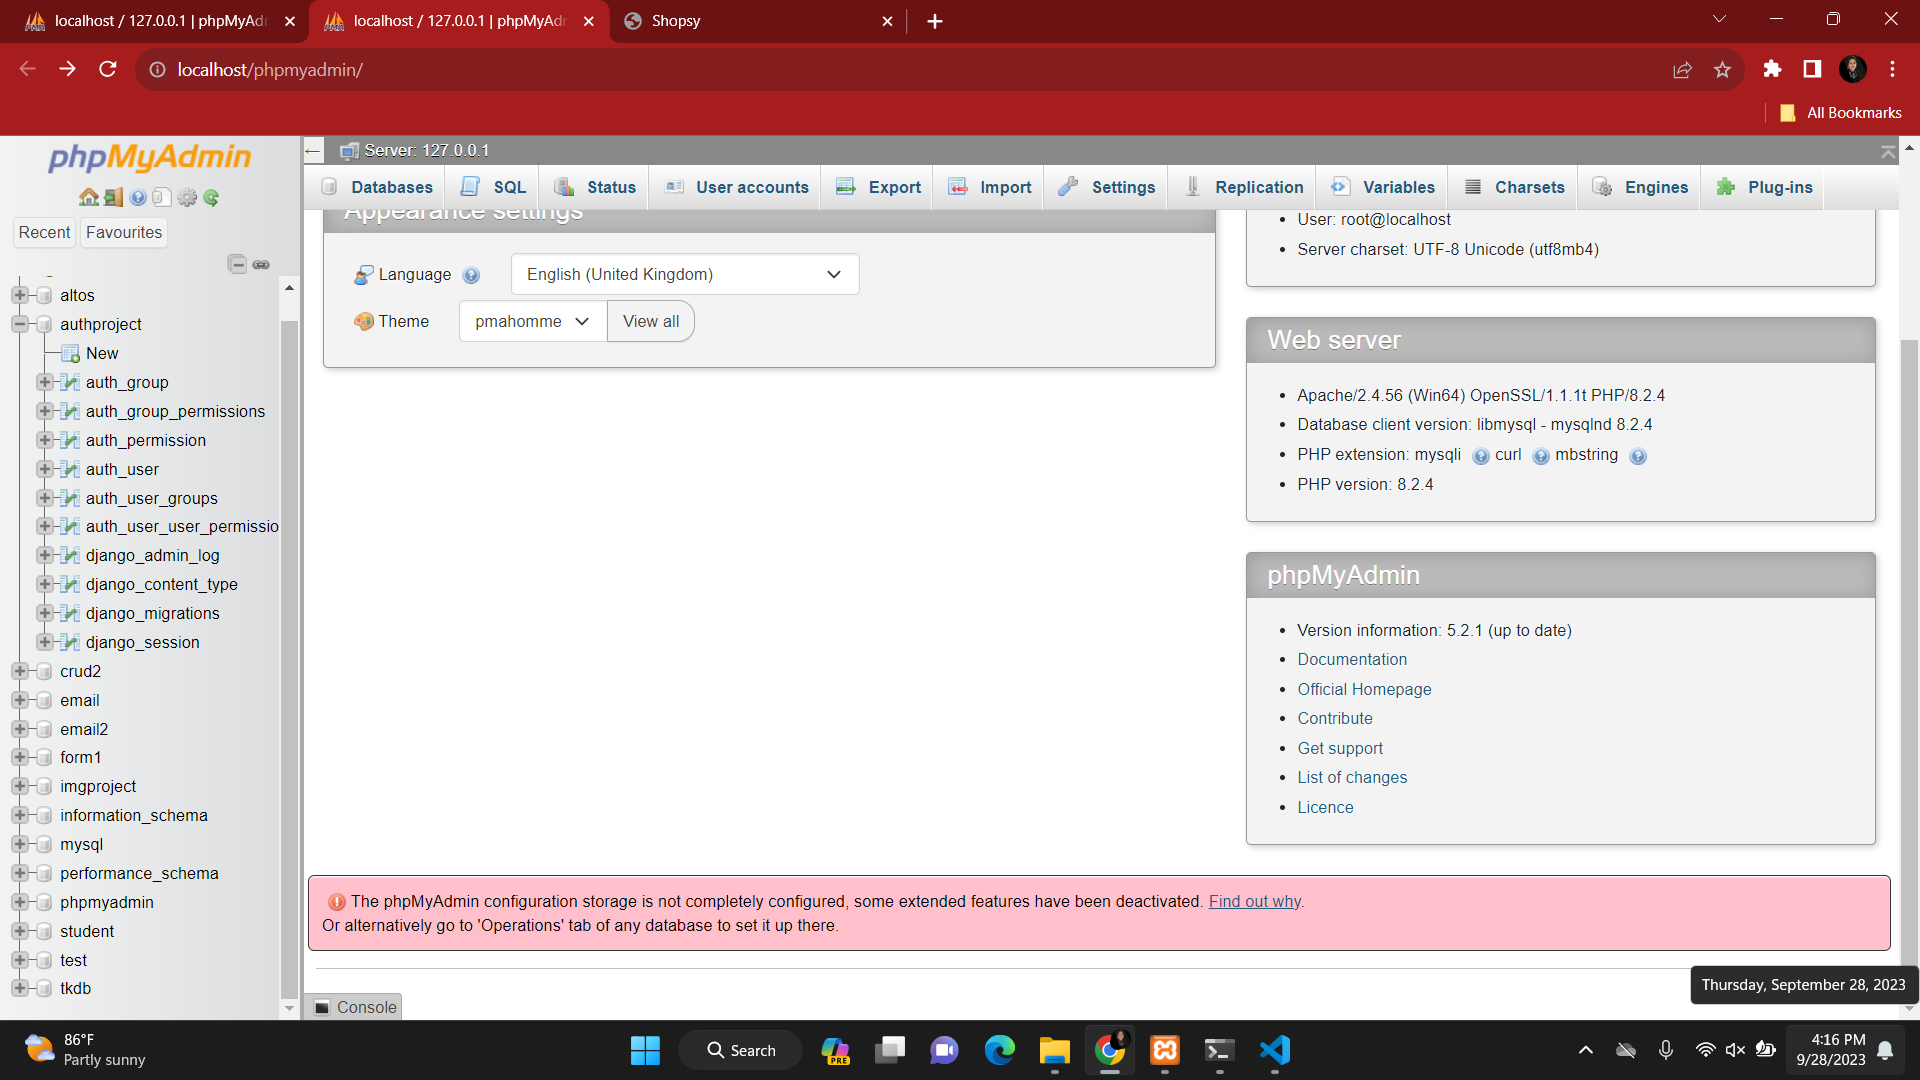 localhost / 127.0.0.1 | phpMyAd
localhost / 127.0.0.1 | phpMyAd
Shopsy
localhost/phpmyadmin/
All Bookmarks
phpMyAdmin
Recent
Favourites
altos
authproject
New
auth_group
auth_group_permissions
auth_permission
auth_user
auth_user_groups
auth_user_user_permissio
django_admin_log
django_content_type
django_migrations
django_session
crud2
email
email2
form1
imgproject
information_schema
mysql
performance_schema
phpmyadmin
student
test
tkdb
Server: 127.0.0.1
Databases
SQL
Status
User accounts
Export
Import
Settings
Replication
Variables
Charsets
Engines
Plug-ins
Appearance settings
Language
English (United Kingdom)
Theme
pmahomme
View all
User: root@localhost
Server charset: UTF-8 Unicode (utf8mb4)
Web server
Apache/2.4.56 (Win64) OpenSSL/1.1.1t PHP/8.2.4
Database client version: libmysql - mysqlnd 8.2.4
PHP extension: mysqli curl mbstring
PHP version: 8.2.4
phpMyAdmin
Version information: 5.2.1 (up to date)
Documentation
Official Homepage
Contribute
Get support
List of changes
Licence
The phpMyAdmin configuration storage is not completely configured, some extended features have been deactivated. Find out why.
Or alternatively go to 'Operations' tab of any database to set it up there.
Console
Thursday, September 28, 2023
86°F
Partly sunny
Search
PRE
4:16 PM
9/28/2023